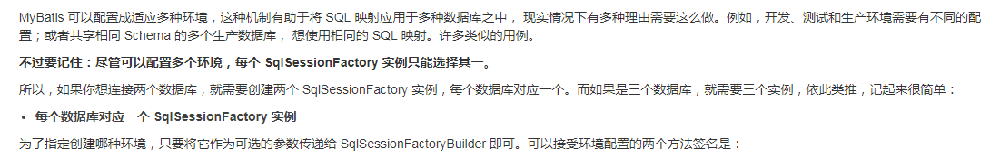 MyBatis 可以配置成适应多种环境，这种机制有助于将 SQL 映射应用于多种数据库之中， 现实情况下有多种理由需要这么做。例如，开发、测试和生产环境需要有不同的配
置；或者共享相同 Schema 的多个生产数据库， 想使用相同的 SQL 映射。许多类似的用例。
不过要记住：尽管可以配置多个环境，每个 SqlSessionFactory 实例只能选择其一。
所以，如果你想连接两个数据库，就需要创建两个 SqlSessionFactory 实例，每个数据库对应一个。而如果是三个数据库，就需要三个实例，依此类推，记起来很简单：
• 每个数据库对应一个 SqlSessionFactory 实例
为了指定创建哪种环境，只要将它作为可选的参数传递给 SqlSessionFactoryBuilder 即可。可以接受环境配置的两个方法签名是：